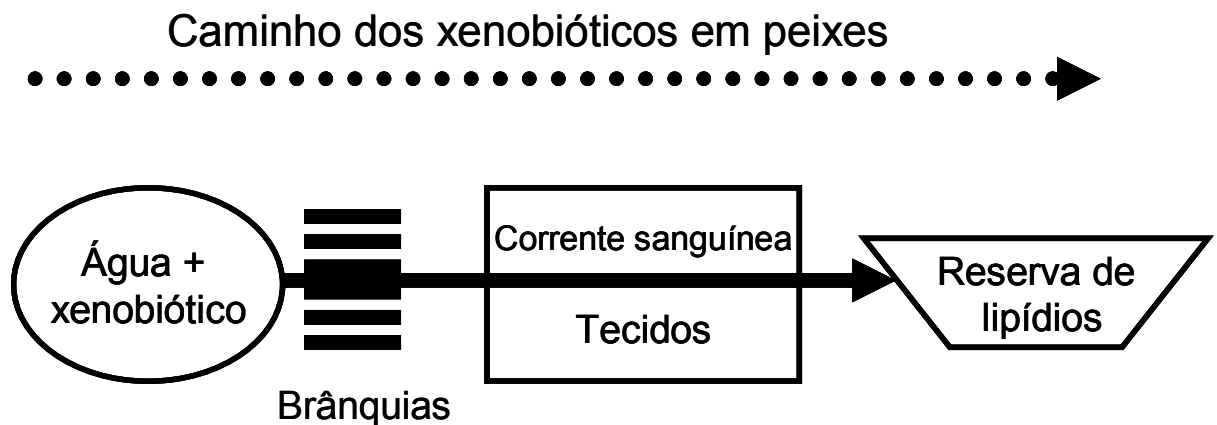 Caminho dos xenobióticos em peixes
Água +
xenobiótico
Brânquias
Corrente sanguínea
Tecidos
Reserva de
lipídios